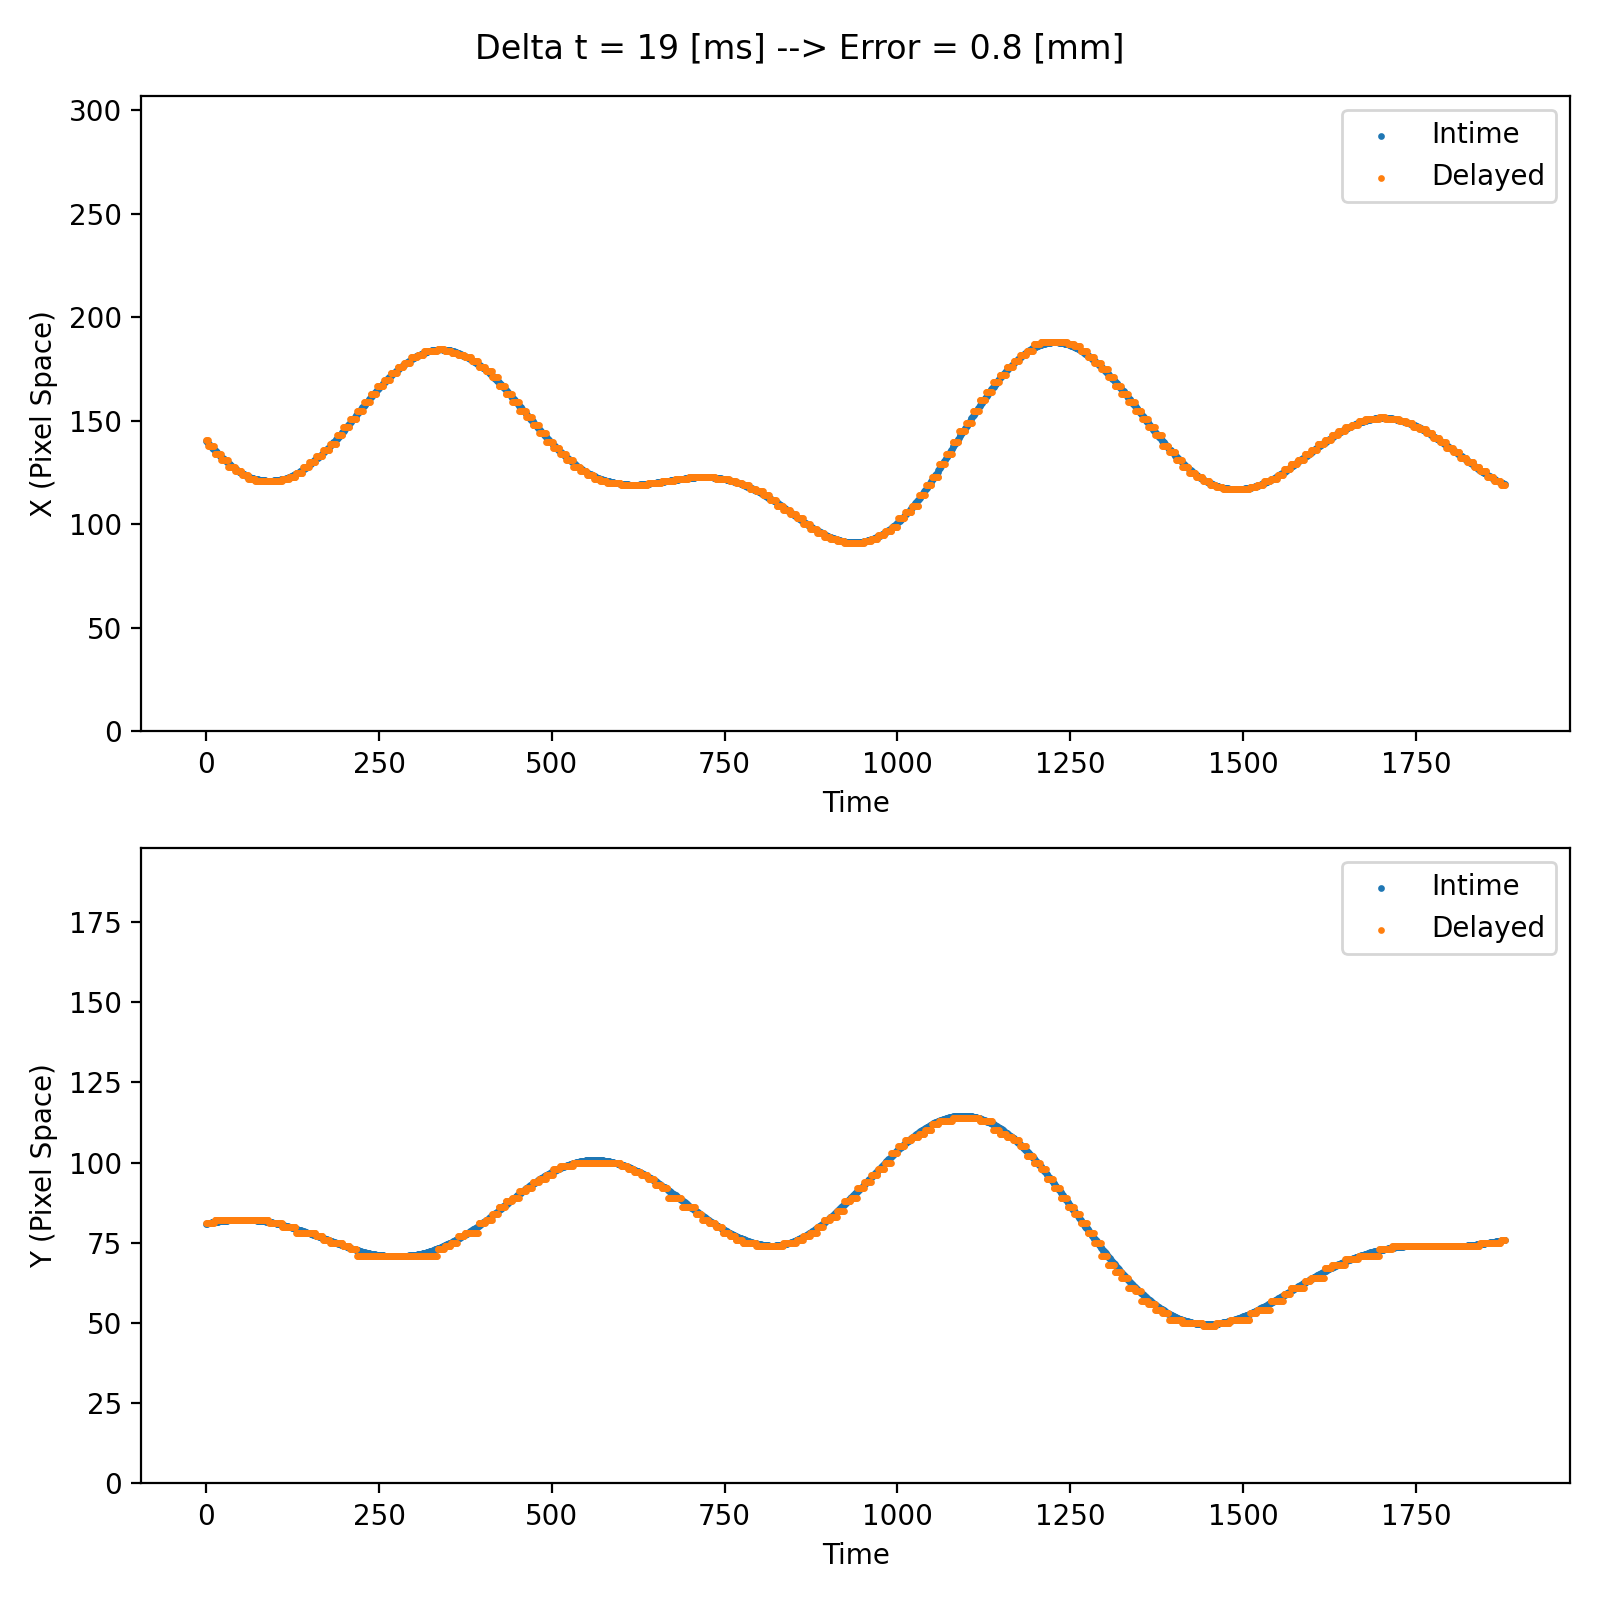 Delta t = 19 [ms] --> Error = 0.8 [mm]
300
250
200
150
100
50
0
X (Pixel Space)
Intime
Delayed
0 250 500 750 1000 1250 1500 1750
Time
175
150
125
100
75
50
25
0
Y (Pixel Space)
Intime
Delayed
0 250 500 750 1000 1250 1500 1750
Time